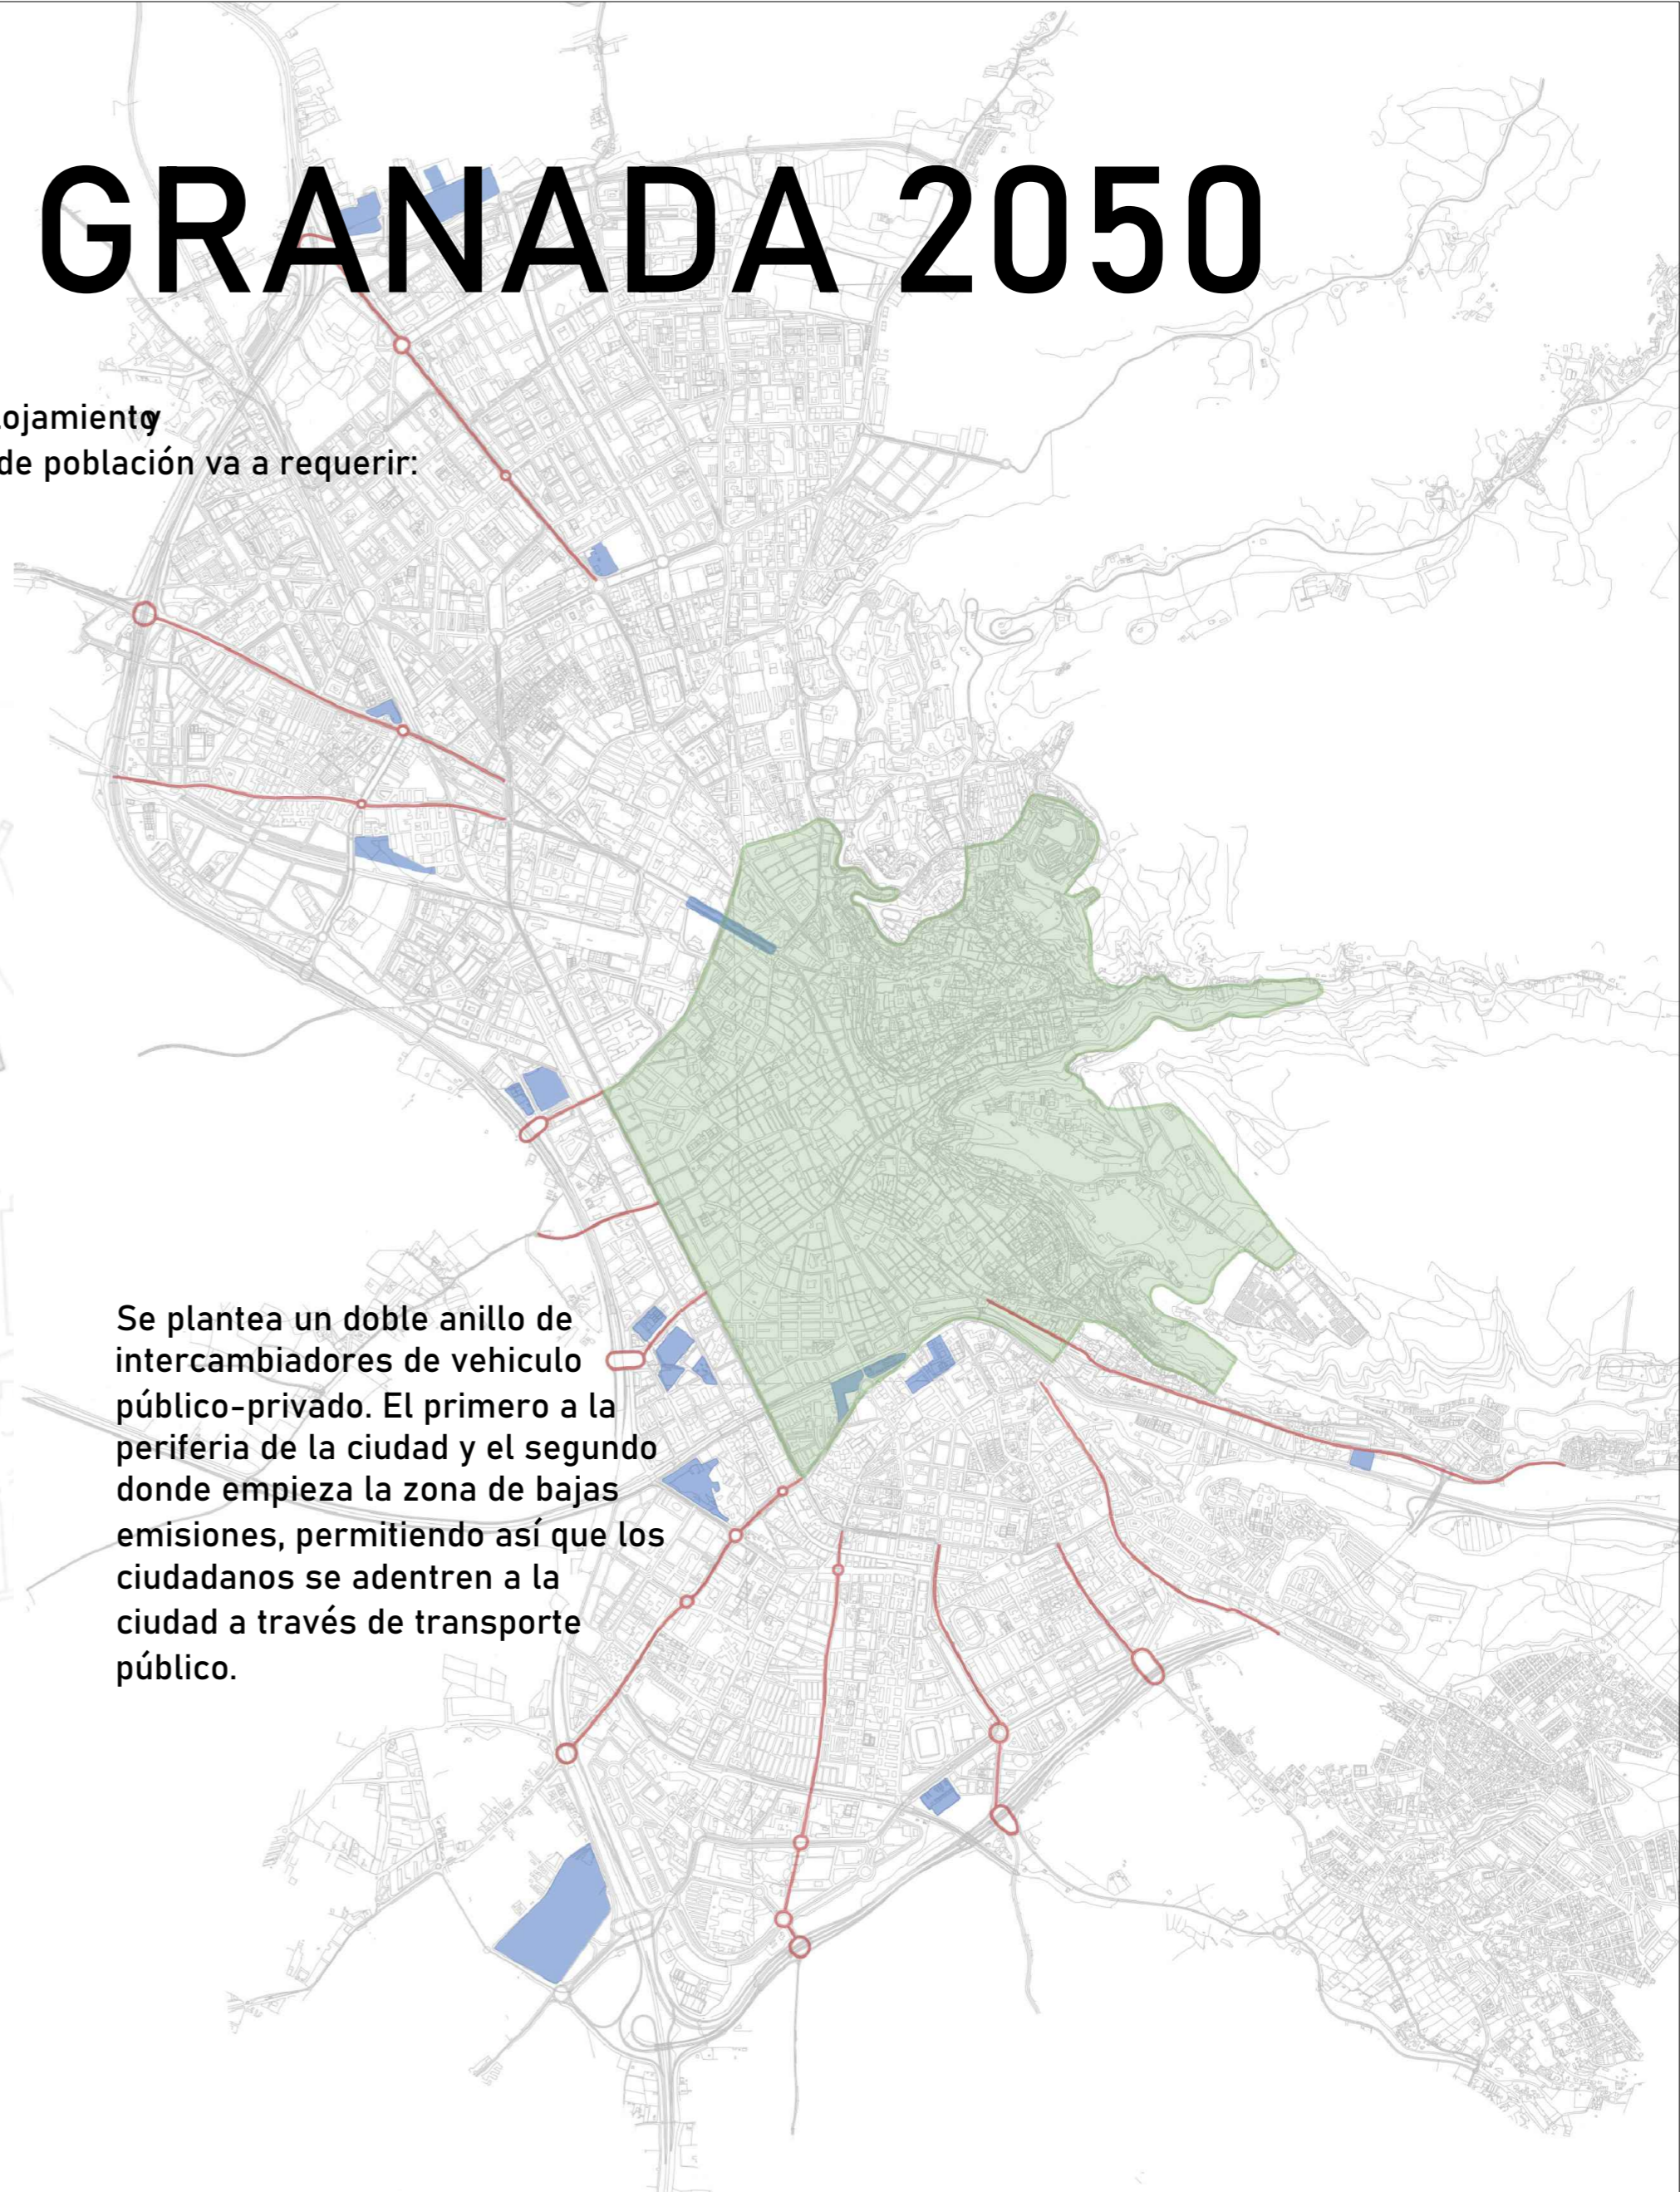 GRANADA 2050
lojamiento y
de población va a requerir:
Se plantea un doble anillo de
intercambiadores de vehiculo
público-privado. El primero a la
periferia de la ciudad y el segundo
donde empieza la zona de bajas
emisiones, permitiendo así que los
ciudadanos se adentren a la
ciudad a través de transporte
público.